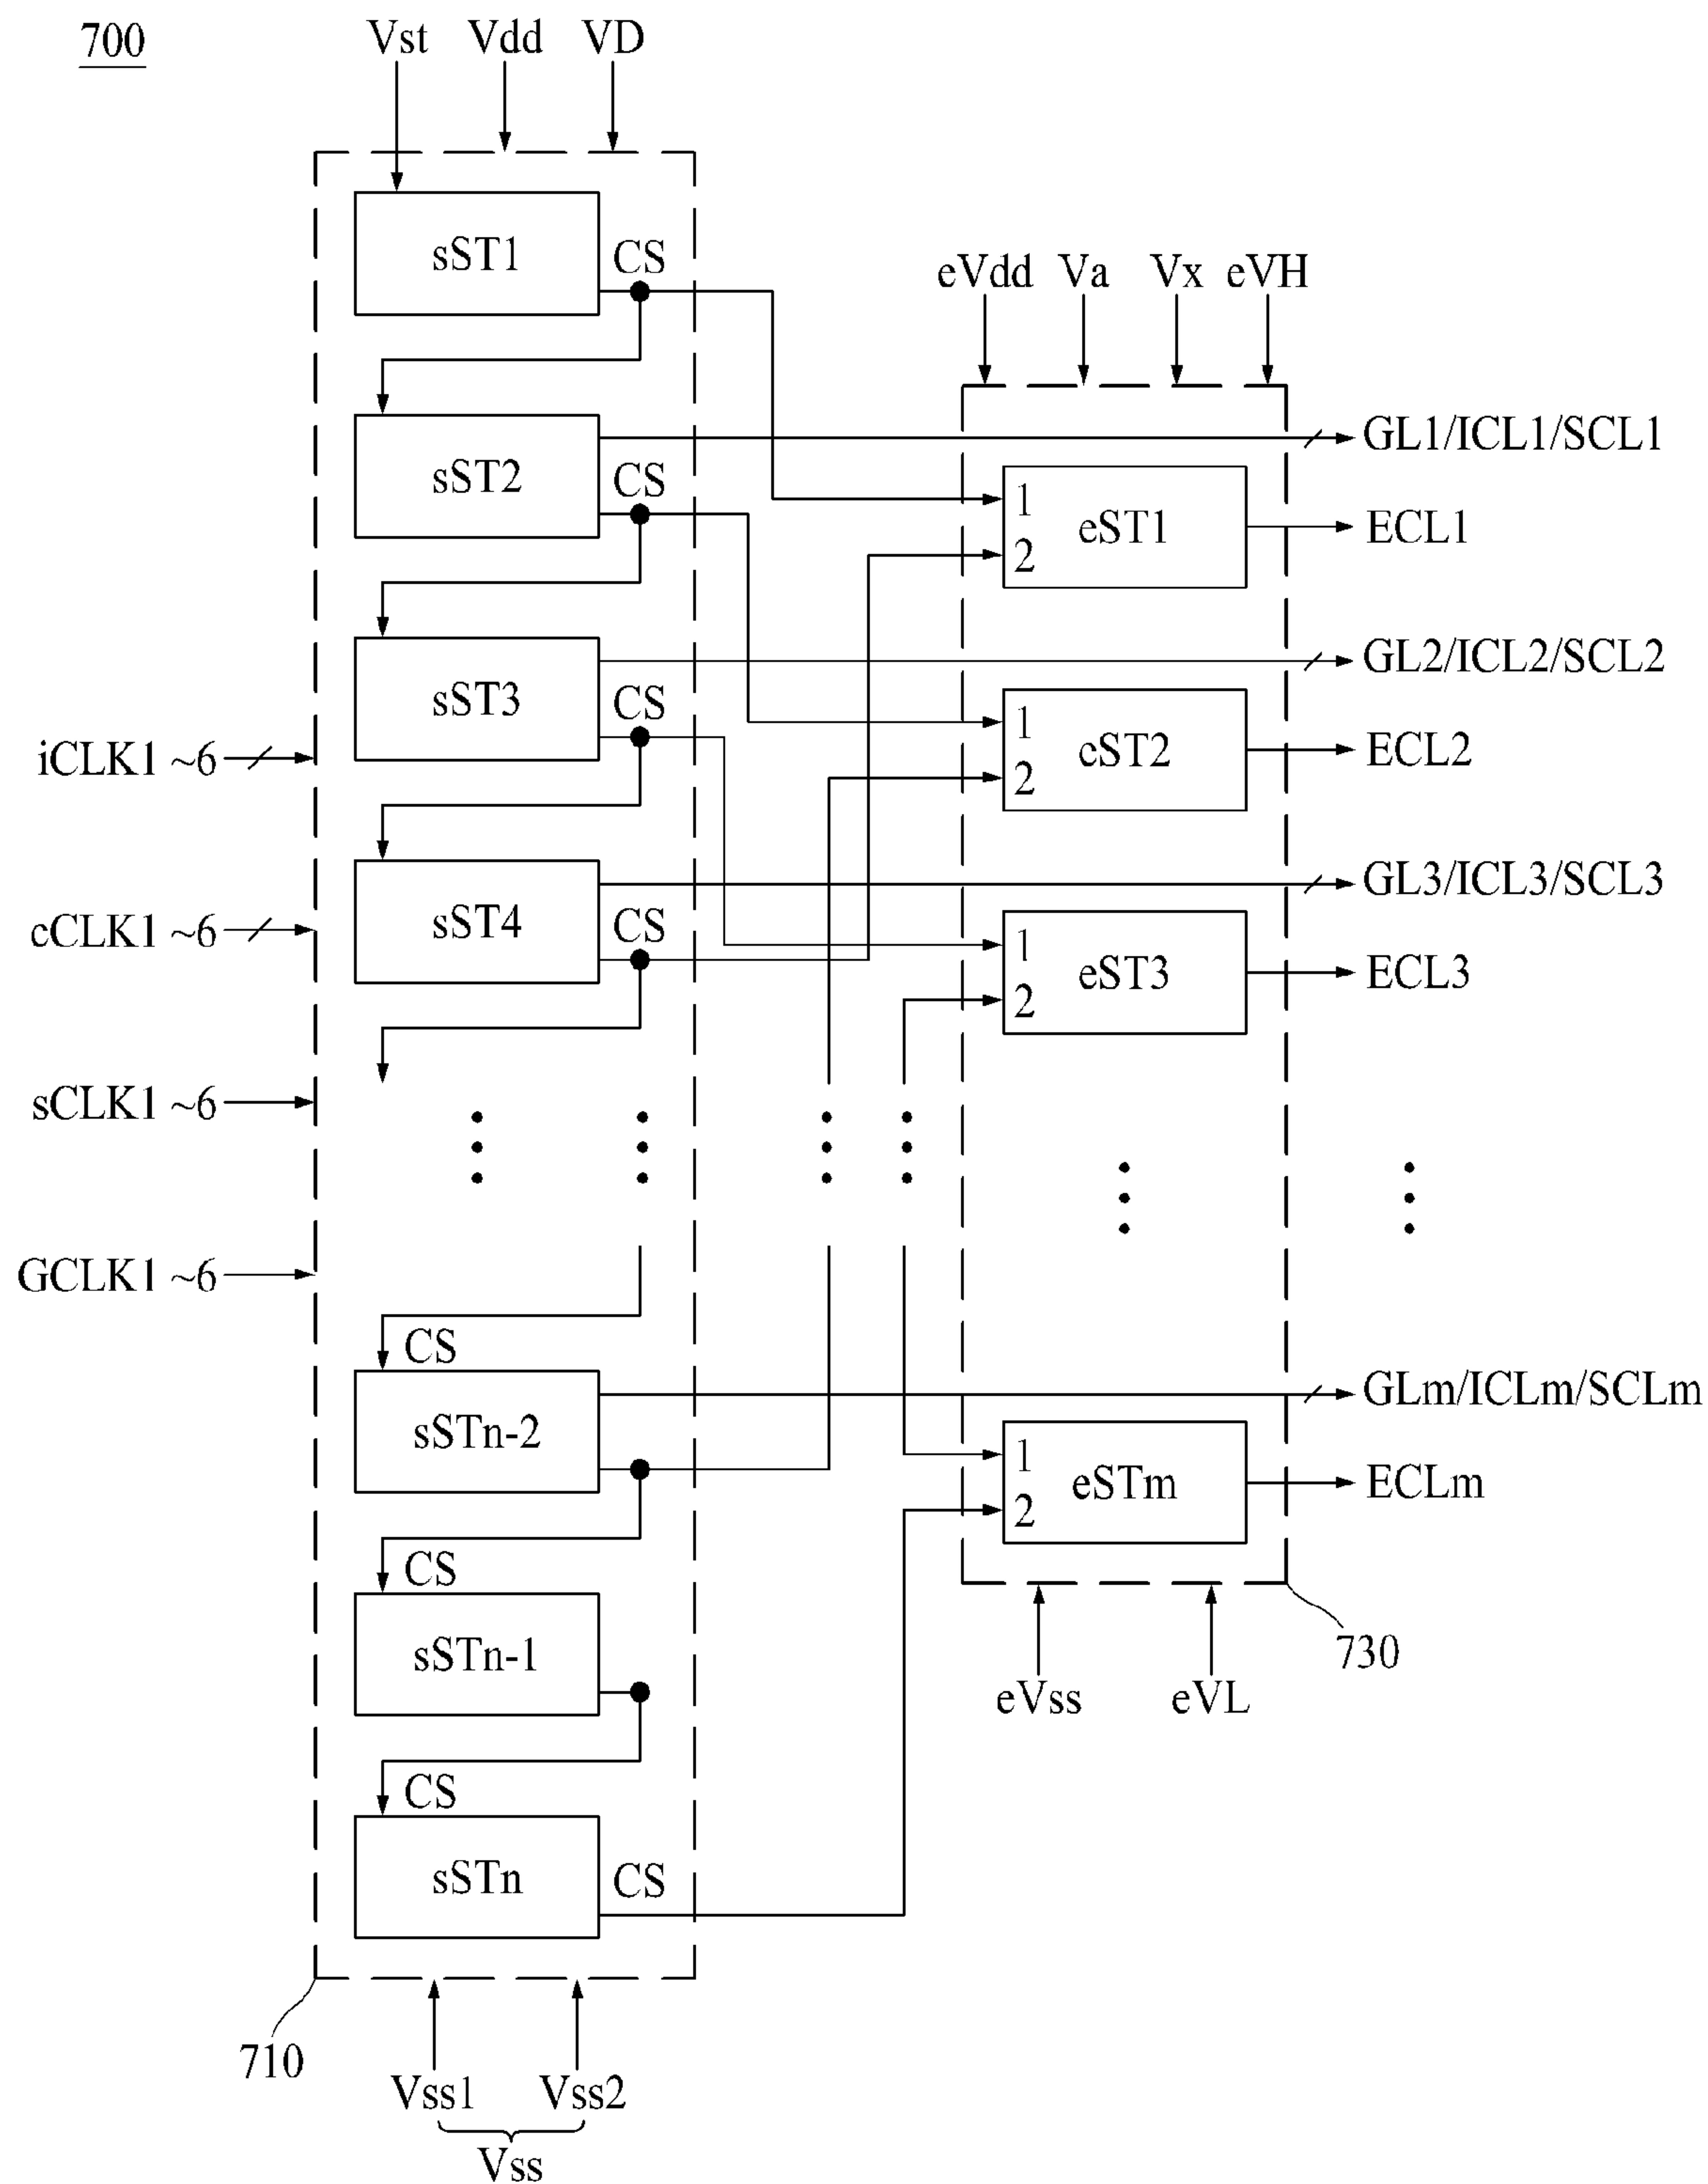 700
Vst Vdd VD
sST1
CS
eVdd Va Vx eVH
GL1/ICL1/SCL1
sST2
CS
1
2
eST1
ECL1
GL2/ICL2/SCL2
sST3
CS
1
2
cST2
ECL2
iCLK1 ~6
GL3/ICL3/SCL3
sST4
CS
cCLK1 ~6
1
2
eST3
ECL3
sCLK1 ~6
GCLK1 ~6
CS
GLm/ICLm/SCLm
sSTn-2
1
2
eSTm
ECLm
CS
sSTn-1
730
eVss eVL
CS
sSTn
CS
710
Vss1 Vss2
Vss